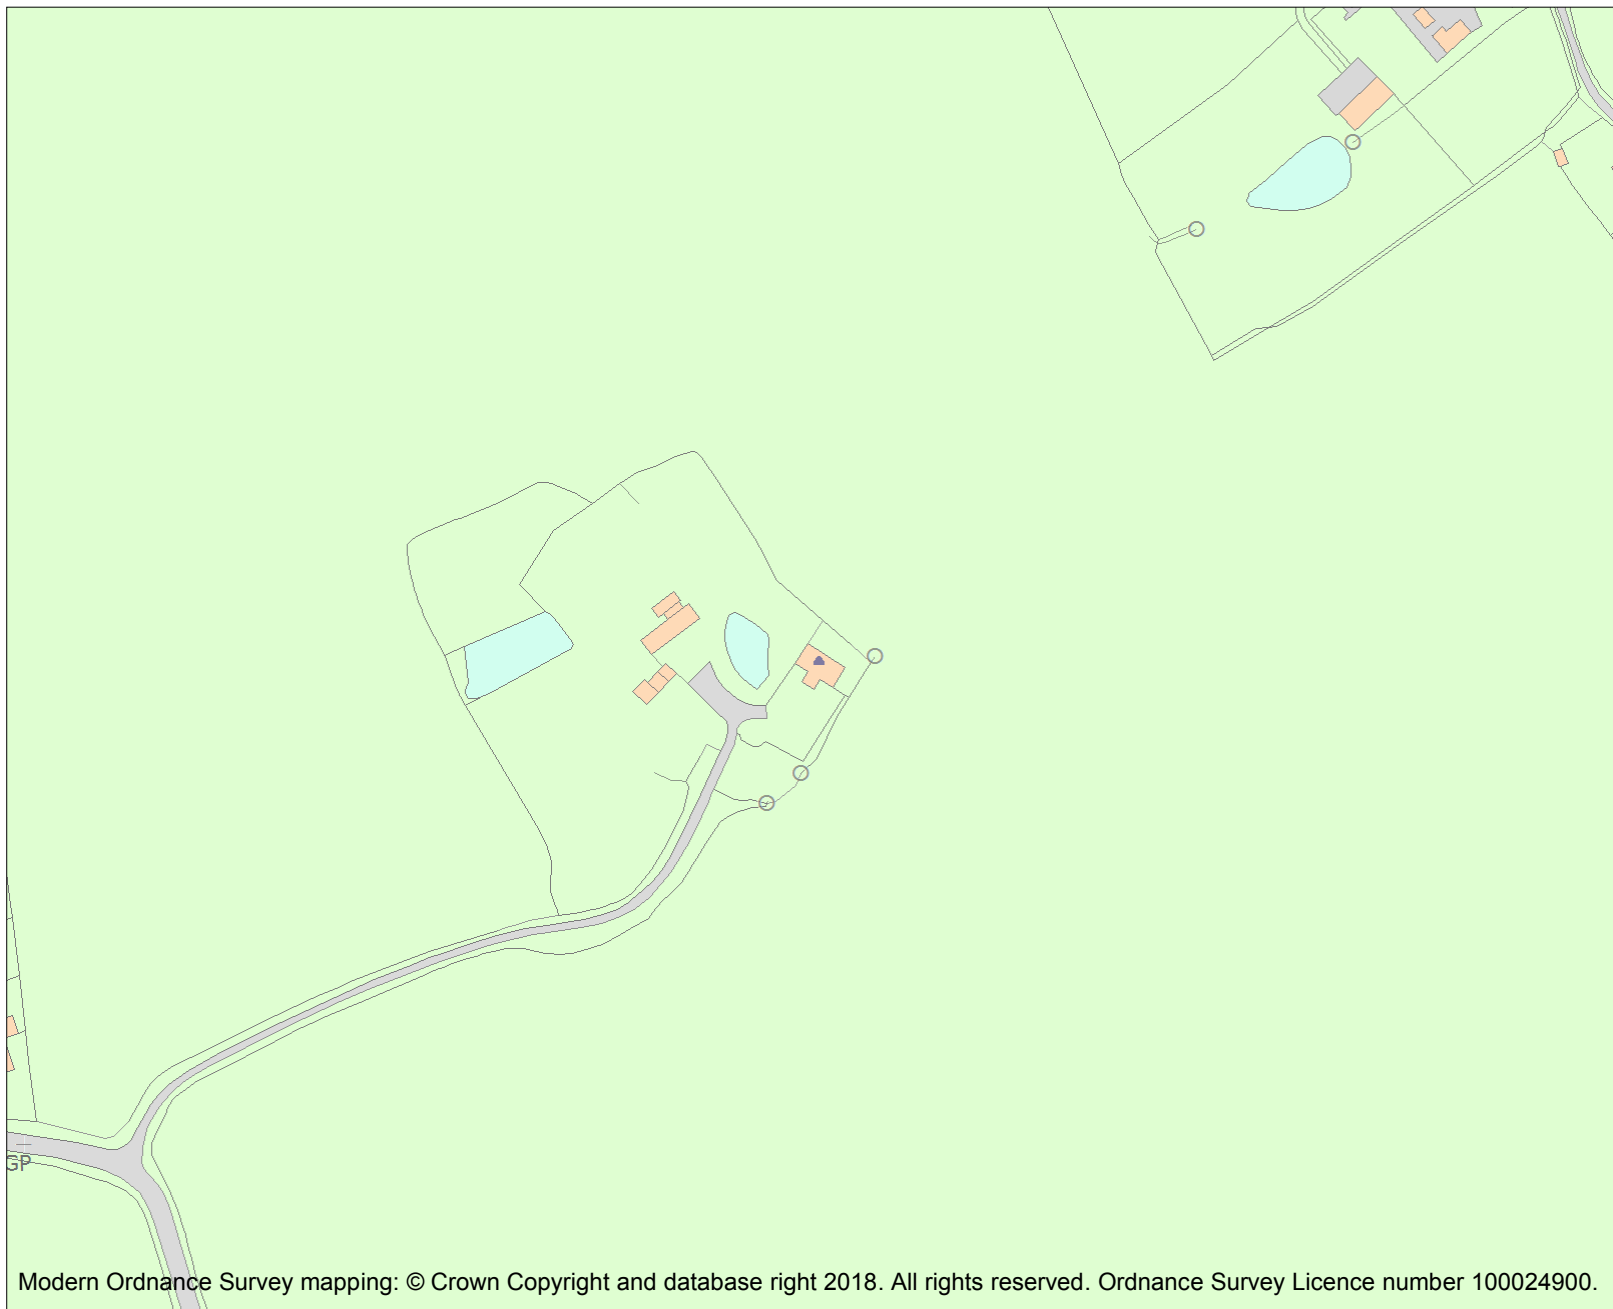 GP
Modern Ordnance Survey mapping: © Crown Copyright and database right 2018. All rights reserved. Ordnance Survey Licence number 100024900.